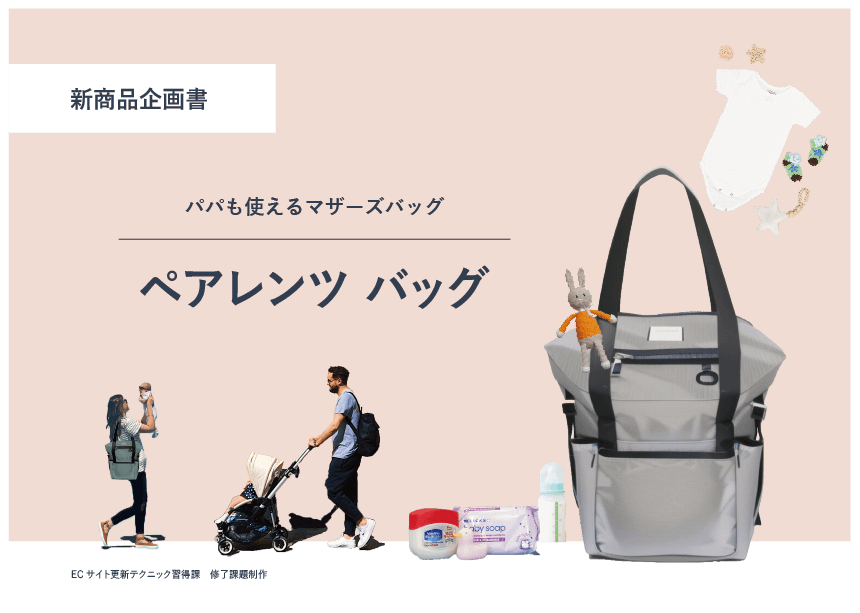 新商品企画書
パパも使えるマザーズバッグ
ペアレンツ バッグ
baby soap
EC サイト更新テクニック習得課　修了課題制作